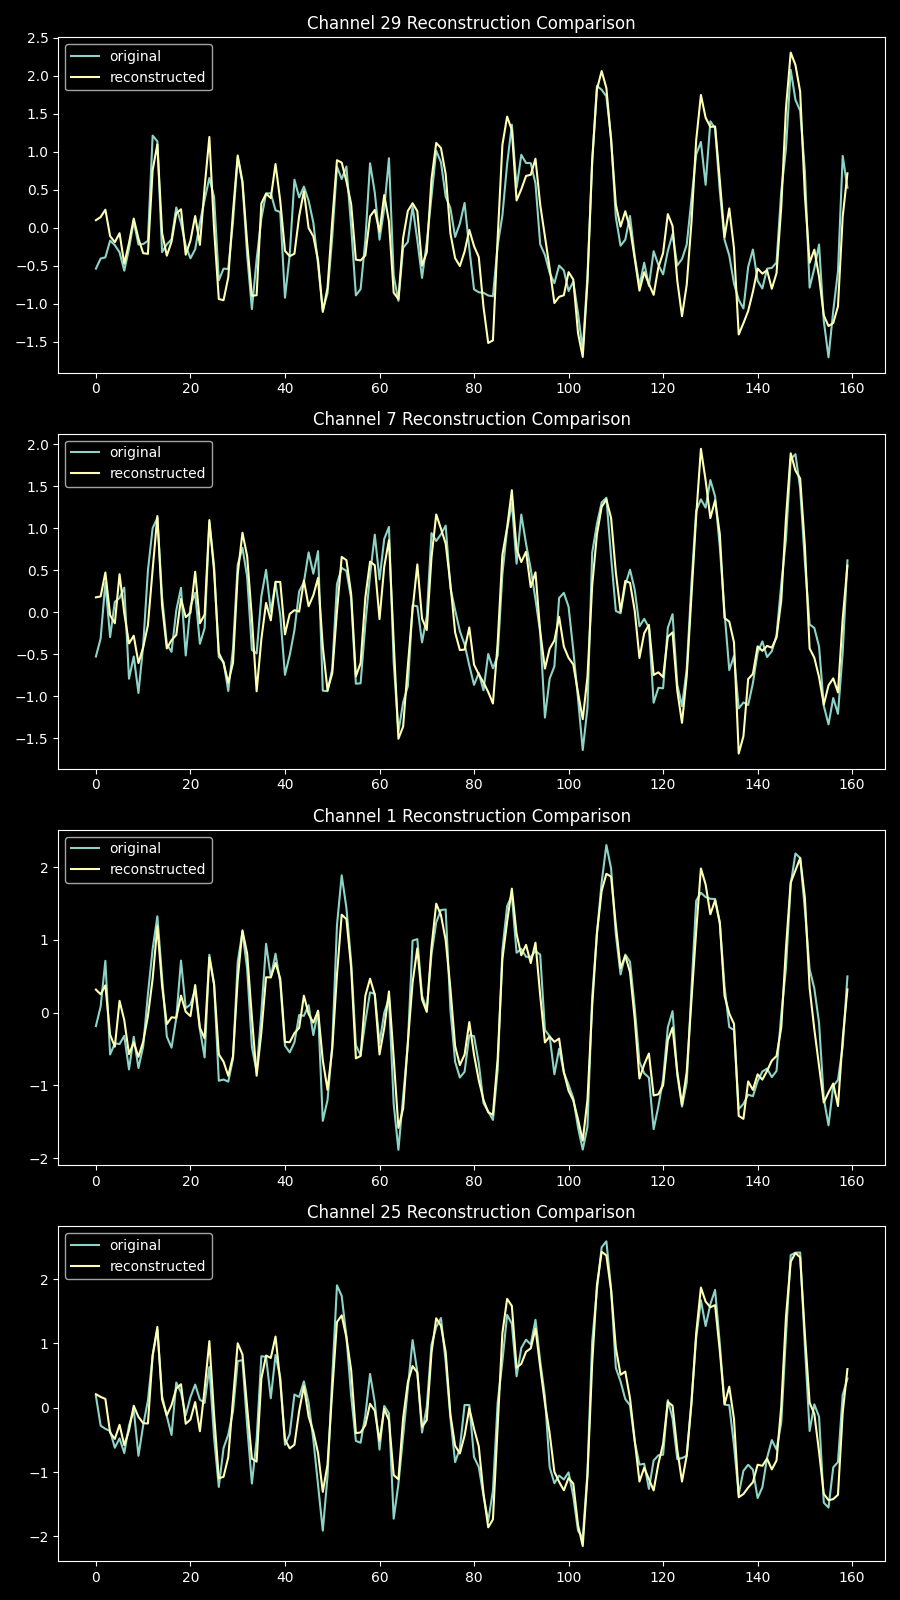 Channel 29 Reconstruction Comparison
original
reconstructed
2.5
2.0
1.5
1.0
0.5
0.0
−0.5
−1.0
−1.5
0 20 40 60 80 100 120 140 160
Channel 7 Reconstruction Comparison
original
reconstructed
2.0
1.5
1.0
0.5
0.0
−0.5
−1.0
−1.5
0 20 40 60 80 100 120 140 160
Channel 1 Reconstruction Comparison
original
reconstructed
2
1
0
−1
−2
0 20 40 60 80 100 120 140 160
Channel 25 Reconstruction Comparison
original
reconstructed
2
1
0
−1
−2
0 20 40 60 80 100 120 140 160